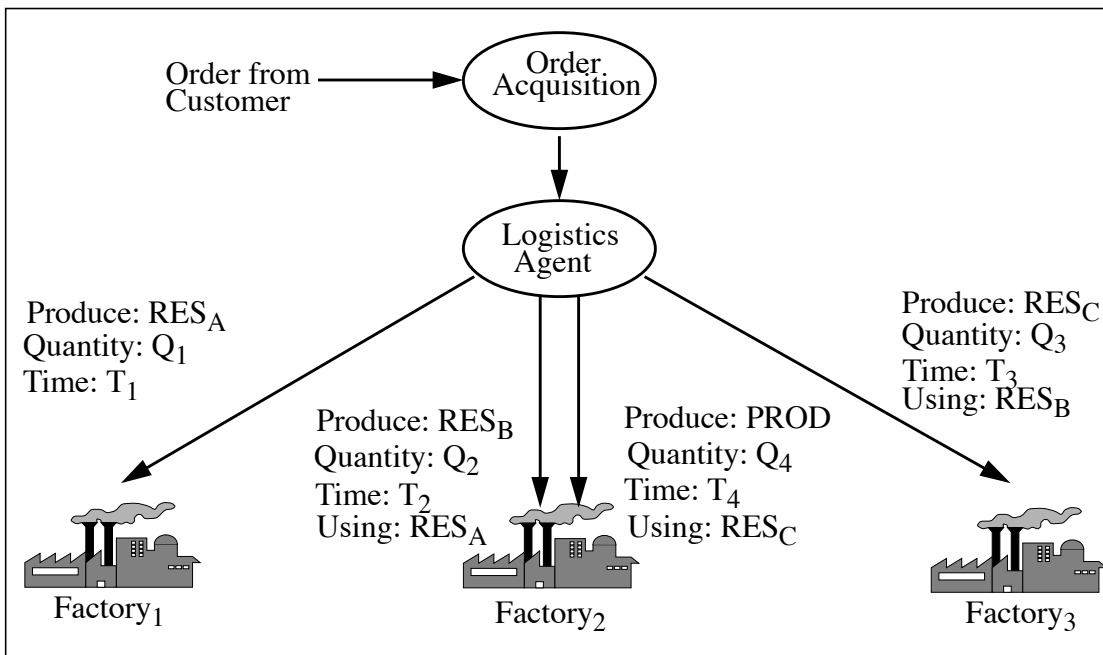 Order from
Customer
Order
Acquisition
Logistics
Agent
Produce: RES_A
Quantity: Q_1
Time: T_1
Produce: RES_B
Quantity: Q_2
Time: T_2
Using: RES_A
Produce: PROD
Quantity: Q_4
Time: T_4
Using: RES_C
Produce: RES_C
Quantity: Q_3
Time: T_3
Using: RES_B
Factory_1
Factory_2
Factory_3